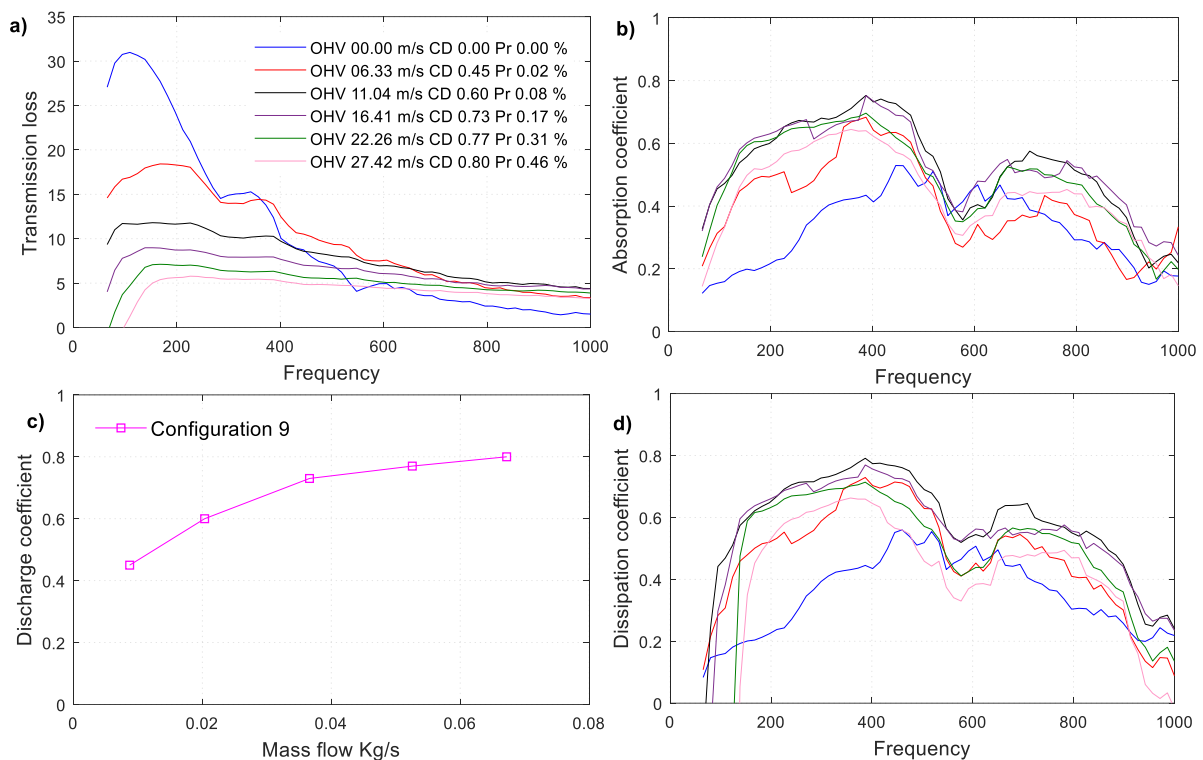 a)
35
30
25
20
15
10
5
0
Transmission loss
OHV 00.00 m/s CD 0.00 Pr 0.00 %
OHV 06.33 m/s CD 0.45 Pr 0.02 %
OHV 11.04 m/s CD 0.60 Pr 0.08 %
OHV 16.41 m/s CD 0.73 Pr 0.17 %
OHV 22.26 m/s CD 0.77 Pr 0.31 %
OHV 27.42 m/s CD 0.80 Pr 0.46 %
0 200 400 600 800 1000
Frequency
b)
1
0.8
0.6
0.4
0.2
0
Absorption coefficient
0 200 400 600 800 1000
Frequency
c)
1
0.8
0.6
0.4
0.2
0
Discharge coefficient
Configuration 9
0 0.02 0.04 0.06 0.08
Mass flow Kg/s
d)
1
0.8
0.6
0.4
0.2
0
Dissipation coefficient
0 200 400 600 800 1000
Frequency